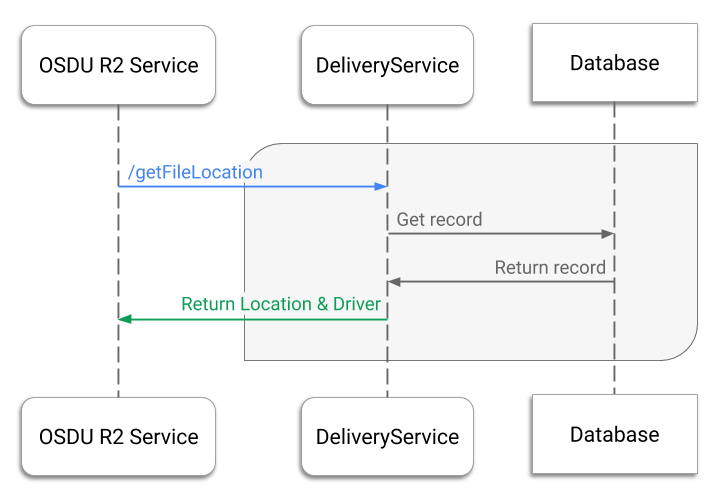 OSDU R2 Service
DeliveryService
Database
/getFileLocation
Get record
Return record
Return Location & Driver
OSDU R2 Service
DeliveryService
Database